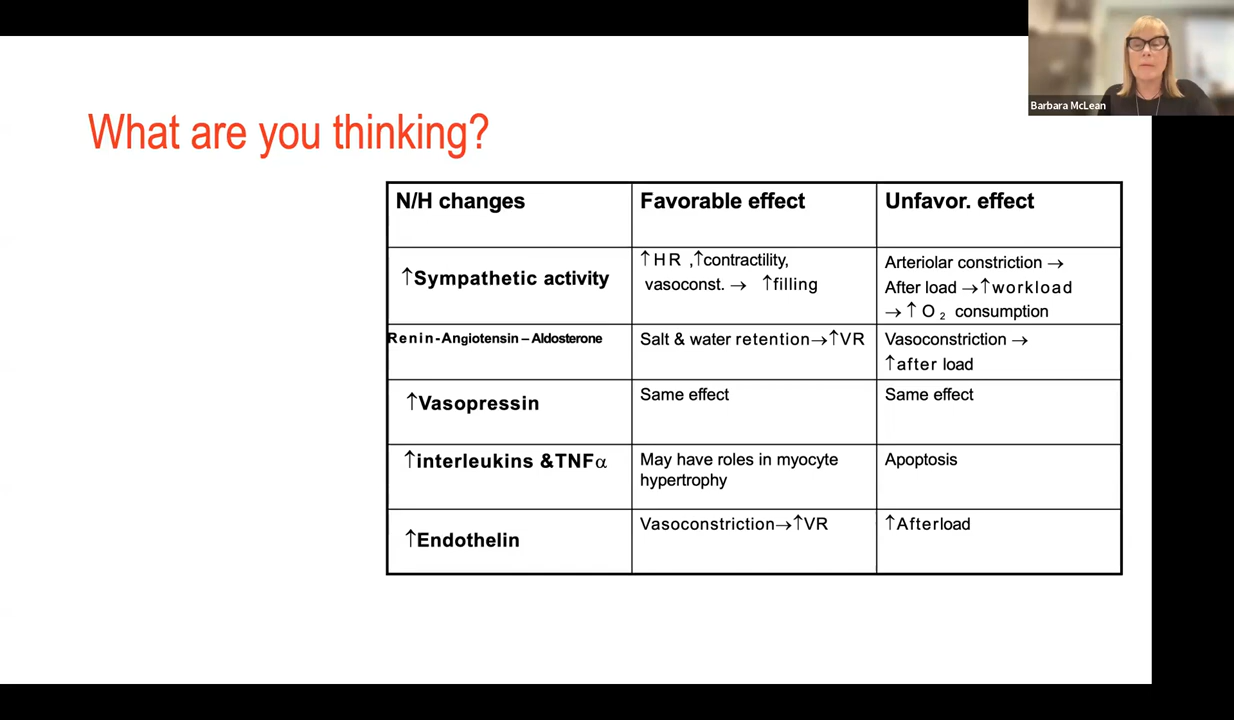 Barbara McLean
What are you thinking?
N/H changes
Favorable effect
Unfavor. effect
↑Sympathetic activity
↑HR ,↑contractility,
vasoconst. → ↑filling
Arteriolar constriction →
After load →↑workload
→ ↑ O₂ consumption
Renin-Angiotensin – Aldosterone
Salt & water retention→↑VR
Vasoconstriction →
↑after load
↑Vasopressin
Same effect
Same effect
↑interleukins &TNFα
May have roles in myocyte
hypertrophy
Apoptosis
↑Endothelin
Vasoconstriction→↑VR
↑Afterload